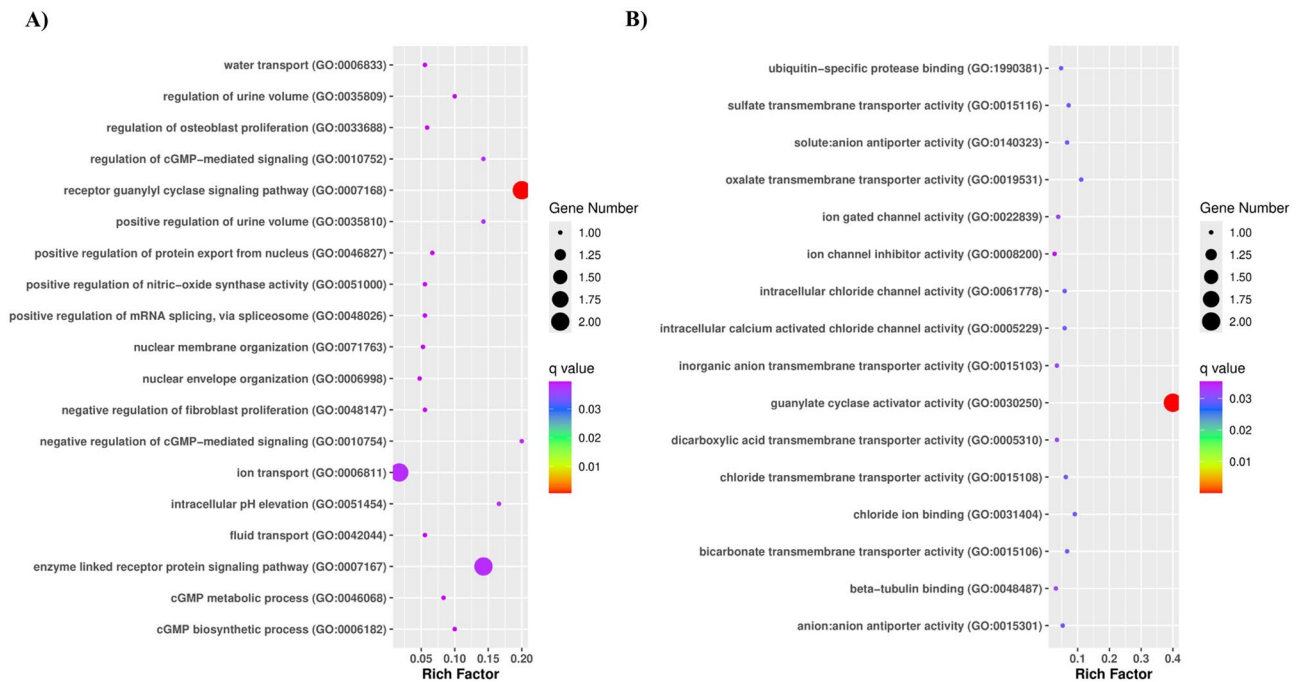 A)
water transport (GO:0006833)
regulation of urine volume (GO:0035809)
regulation of osteoblast proliferation (GO:0033688)
regulation of cGMP−mediated signaling (GO:0010752)
receptor guanylyl cyclase signaling pathway (GO:0007168)
positive regulation of urine volume (GO:0035810)
positive regulation of protein export from nucleus (GO:0046827)
positive regulation of nitric−oxide synthase activity (GO:0051000)
positive regulation of mRNA splicing, via spliceosome (GO:0048026)
nuclear membrane organization (GO:0071763)
nuclear envelope organization (GO:0006998)
negative regulation of fibroblast proliferation (GO:0048147)
negative regulation of cGMP−mediated signaling (GO:0010754)
ion transport (GO:0006811)
intracellular pH elevation (GO:0051454)
fluid transport (GO:0042044)
enzyme linked receptor protein signaling pathway (GO:0007167)
cGMP metabolic process (GO:0046068)
cGMP biosynthetic process (GO:0006182)
0.05 0.10 0.15 0.20
Rich Factor
Gene Number
1.00
1.25
1.50
1.75
2.00
q value
0.03
0.02
0.01
B)
ubiquitin−specific protease binding (GO:1990381)
sulfate transmembrane transporter activity (GO:0015116)
solute:anion antiporter activity (GO:0140323)
oxalate transmembrane transporter activity (GO:0019531)
ion gated channel activity (GO:0022839)
ion channel inhibitor activity (GO:0008200)
intracellular chloride channel activity (GO:0061778)
intracellular calcium activated chloride channel activity (GO:0005229)
inorganic anion transmembrane transporter activity (GO:0015103)
guanylate cyclase activator activity (GO:0030250)
dicarboxylic acid transmembrane transporter activity (GO:0005310)
chloride transmembrane transporter activity (GO:0015108)
chloride ion binding (GO:0031404)
bicarbonate transmembrane transporter activity (GO:0015106)
beta−tubulin binding (GO:0048487)
anion:anion antiporter activity (GO:0015301)
0.1 0.2 0.3 0.4
Rich Factor
Gene Number
1.00
1.25
1.50
1.75
2.00
q value
0.03
0.02
0.01